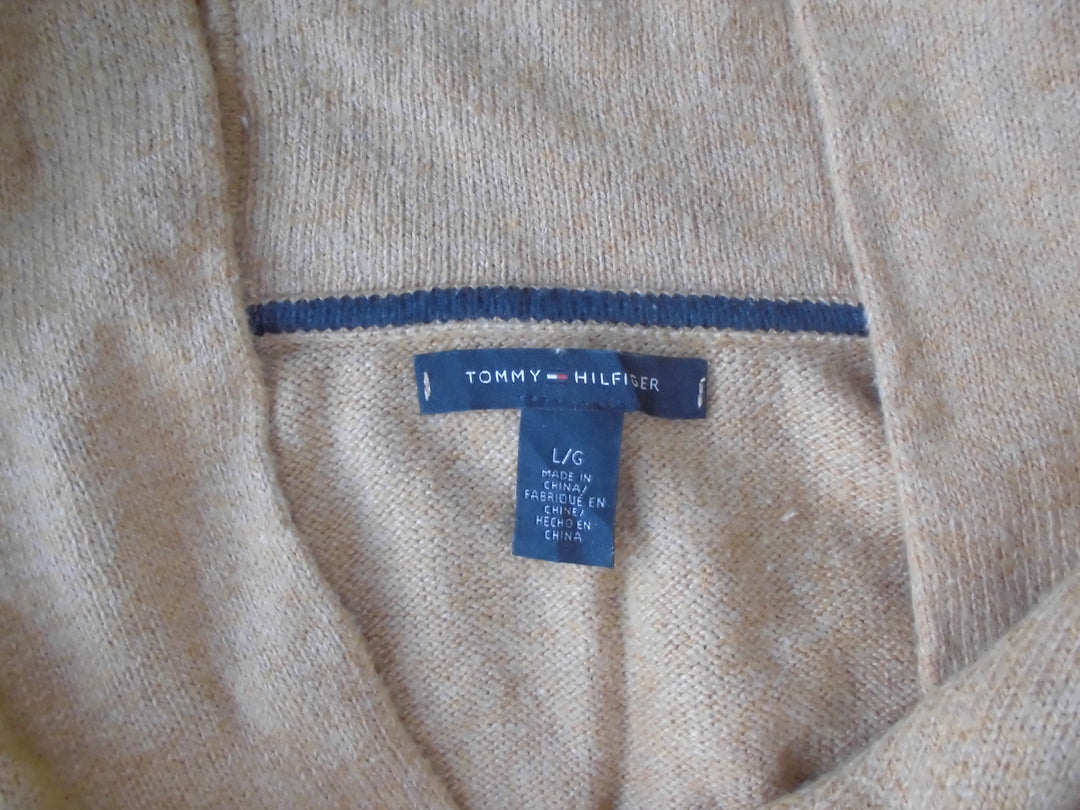 TOMMY HILFIGER
L/G
MADE IN
CHINA/
FABRIQUÉ EN
CHINE/
HECHO EN
CHINA